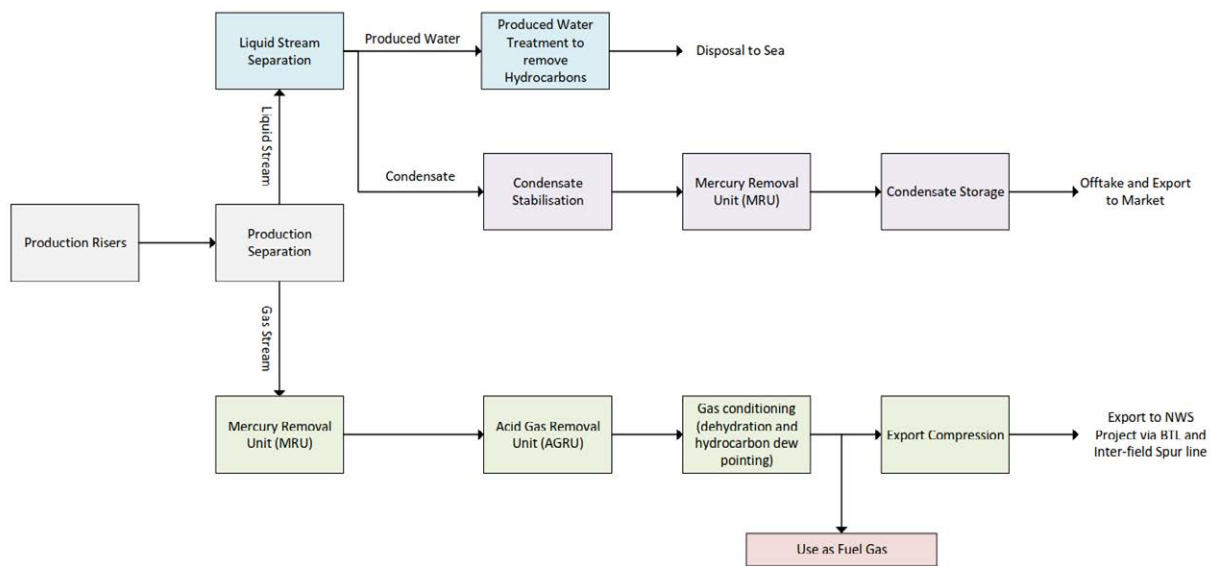 Liquid Stream
Separation
Produced Water
Produced Water
Treatment to
remove
Hydrocarbons
Disposal to Sea
Liquid Stream
Condensate
Condensate
Stabilisation
Mercury Removal
Unit (MRU)
Condensate Storage
Offtake and Export
to Market
Production Risers
Production
Separation
Gas Stream
Mercury Removal
Unit (MRU)
Acid Gas Removal
Unit (AGRU)
Gas conditioning
(dehydration and
hydrocarbon dew
pointing)
Export Compression
Export to NWS
Project via BTL and
Inter-field Spur line
Use as Fuel Gas